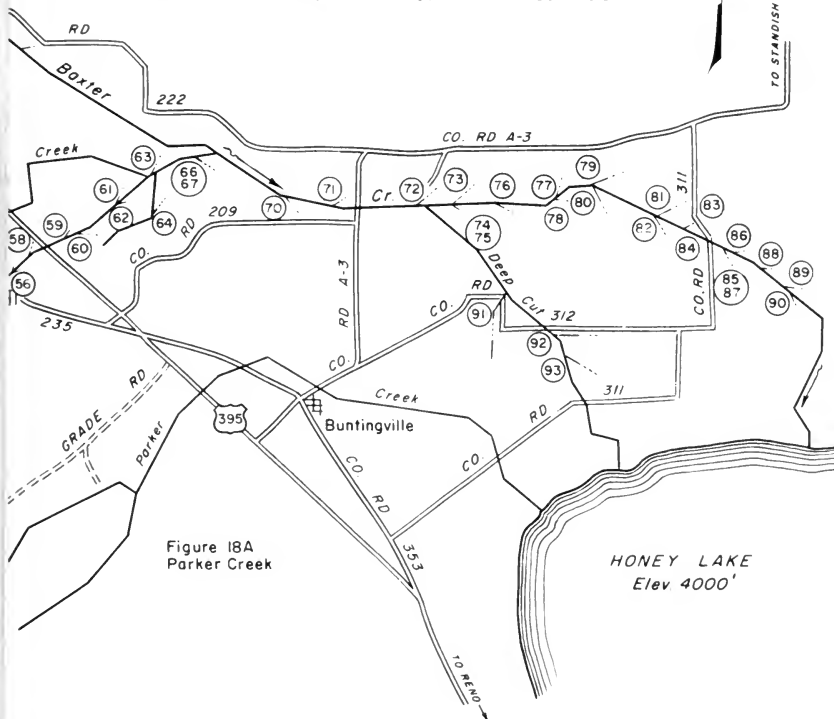 RD
TO STANDISH
Baxter
222
CO. RD A-3
Creek
63
66
67
61
62
64
59
60
58
56
209
CO. RD
70
71
Cr.
72
73
76
77
78
79
80
81
82
311
83
84
86
88
89
90
85
87
CO. RD
74
75
Deep
Cut
RD A-3
CO. RD
312
91
92
93
235
GRADE RD
Parker
395
Creek
Buntingville
CO. RD
311
CO. RD
353
Figure 18A
Parker Creek
HONEY LAKE
Elev. 4000'
TO RENO